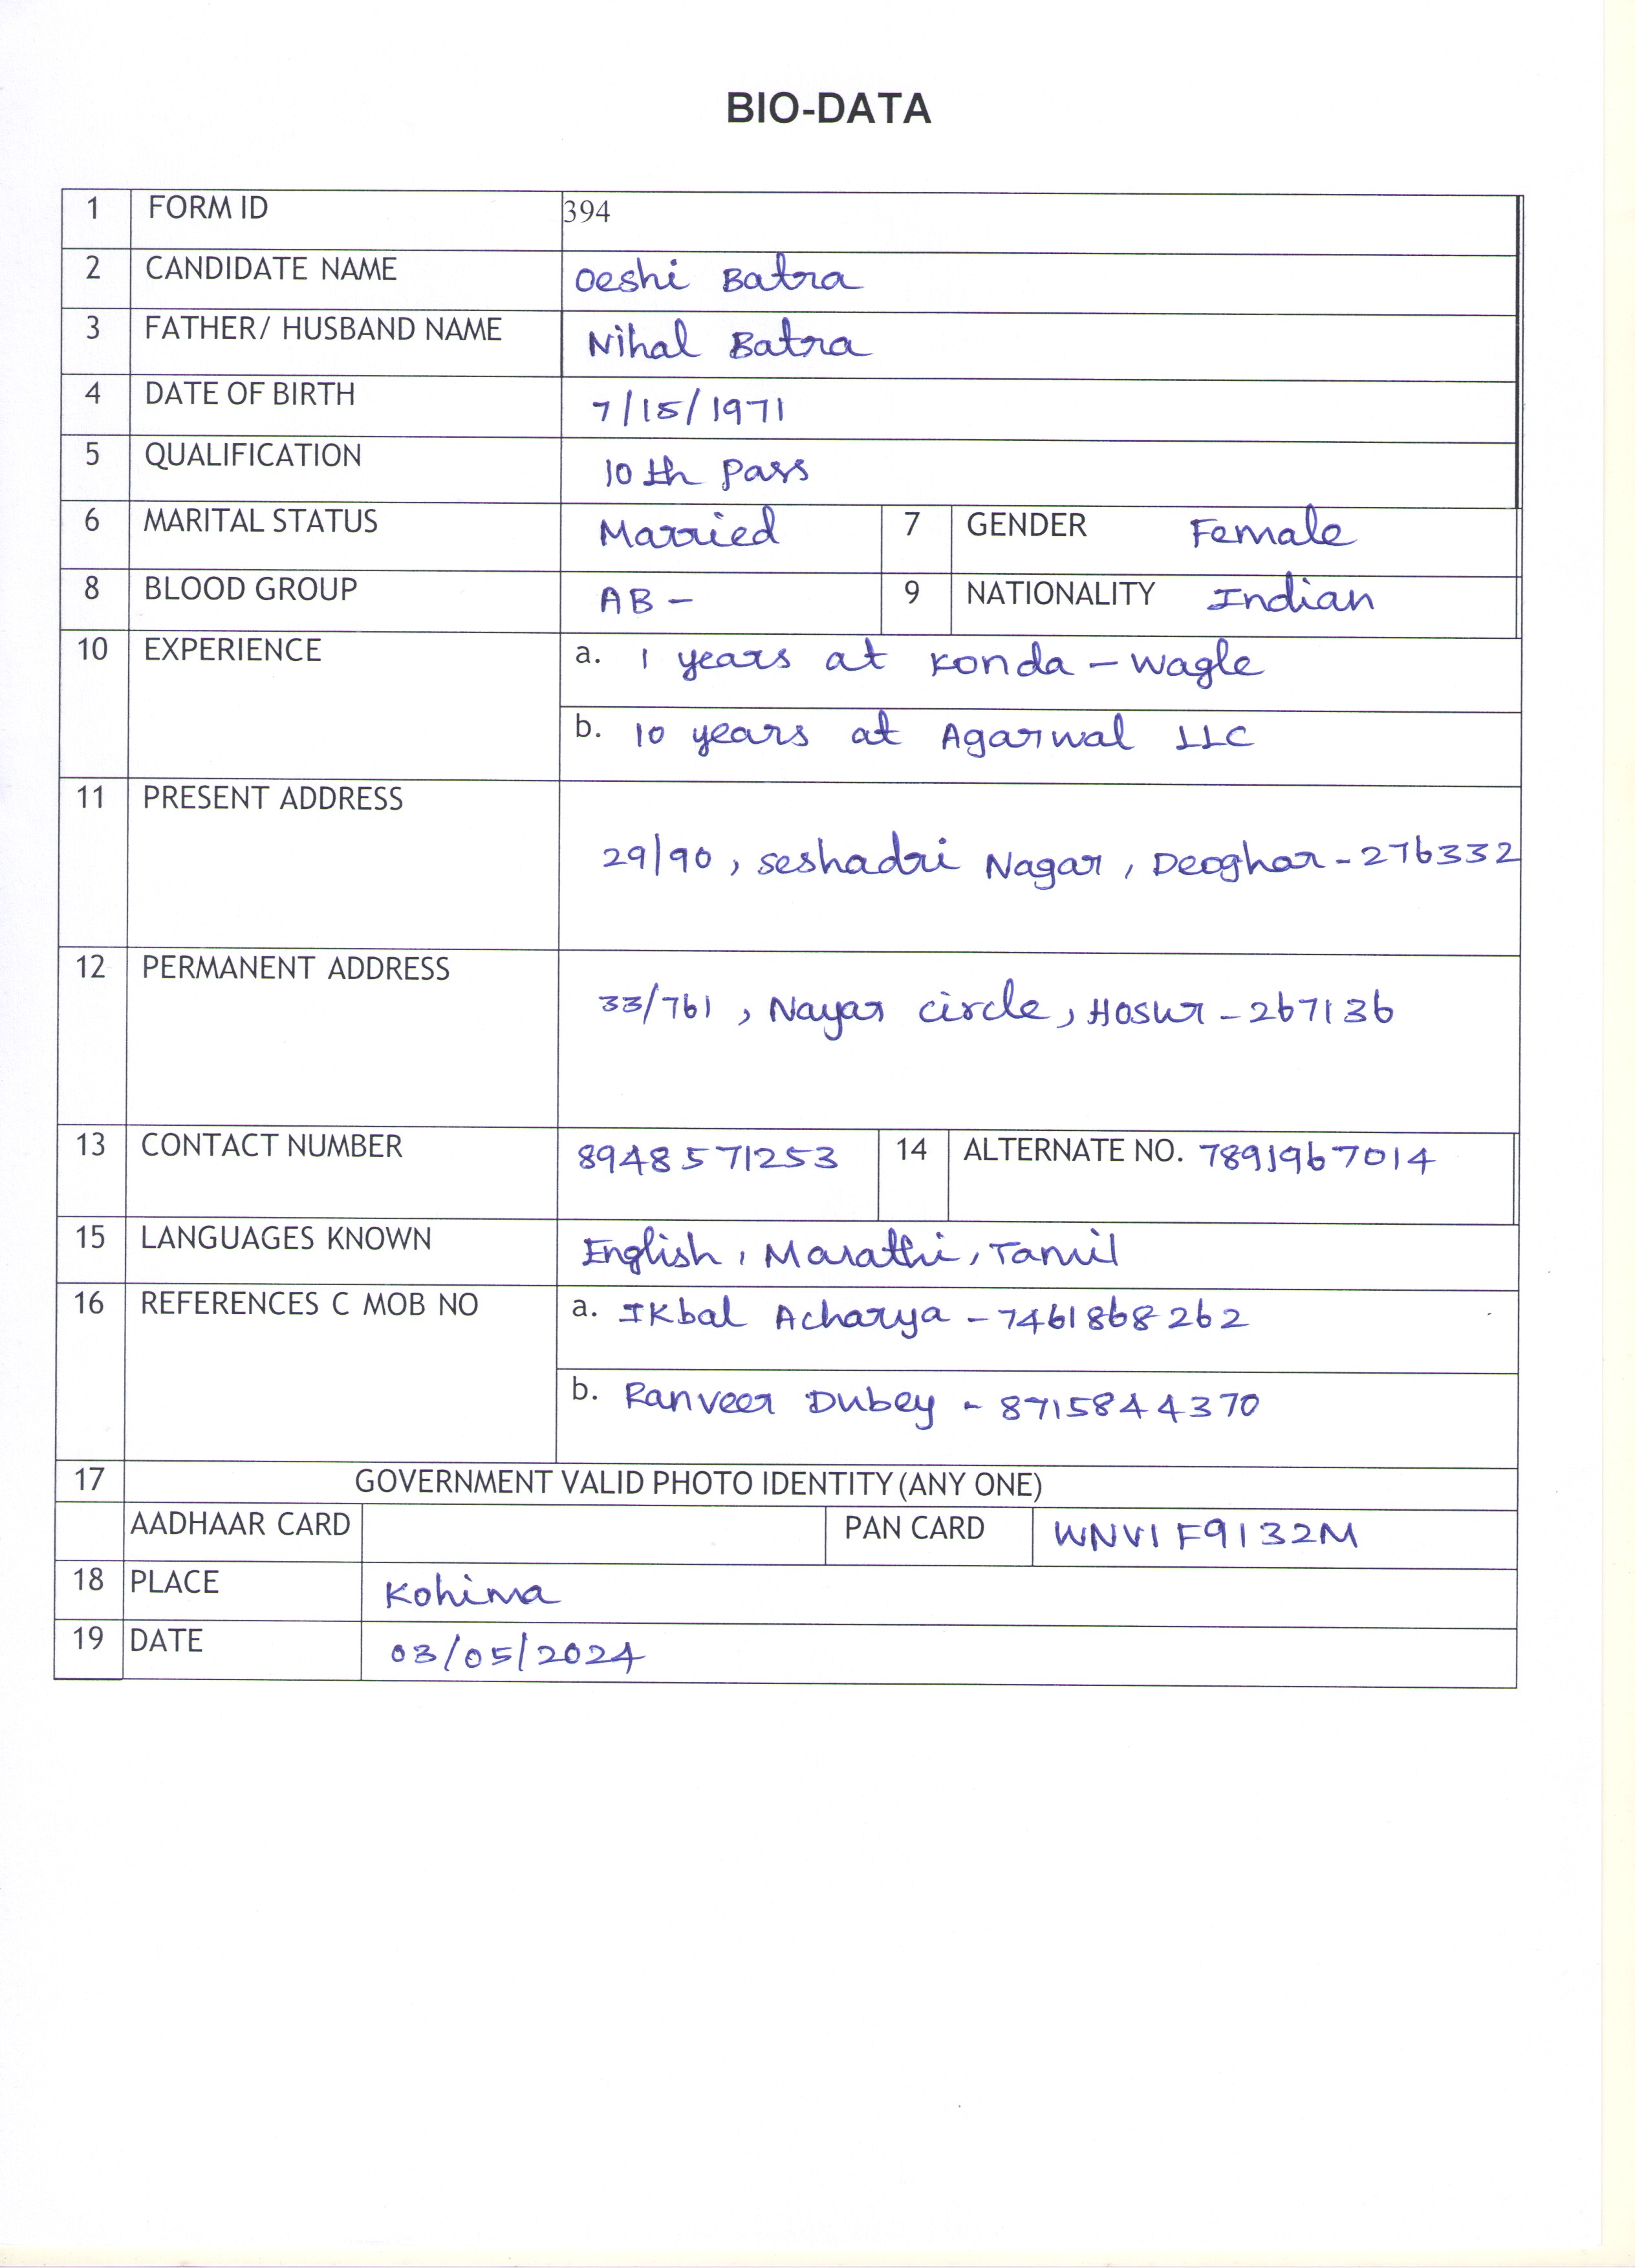 BIO-DATA
1 FORM ID 394
2 CANDIDATE NAME Oeshi Batra
3 FATHER/ HUSBAND NAME Nihal Batra
4 DATE OF BIRTH 7/15/1971
5 QUALIFICATION 10th pass
6 MARITAL STATUS Married 7 GENDER Female
8 BLOOD GROUP AB- 9 NATIONALITY Indian
10 EXPERIENCE a. 1 years at Konda-Wagle
b. 10 years at Agarwal LLC
11 PRESENT ADDRESS
29/90, Seshadri Nagar, Deoghar-276332
12 PERMANENT ADDRESS
33/761, Nayar circle, Hosur-267136
13 CONTACT NUMBER 8948571253 14 ALTERNATE NO. 7891967014
15 LANGUAGES KNOWN English, Marathi, Tamil
16 REFERENCES C MOB NO a. Ikbal Acharya-7461868262
b. Ranveer Dubey-8715844370
17 GOVERNMENT VALID PHOTO IDENTITY(ANY ONE)
AADHAAR CARD PAN CARD WNVIF9132M
18 PLACE Kohima
19 DATE 03/05/2024